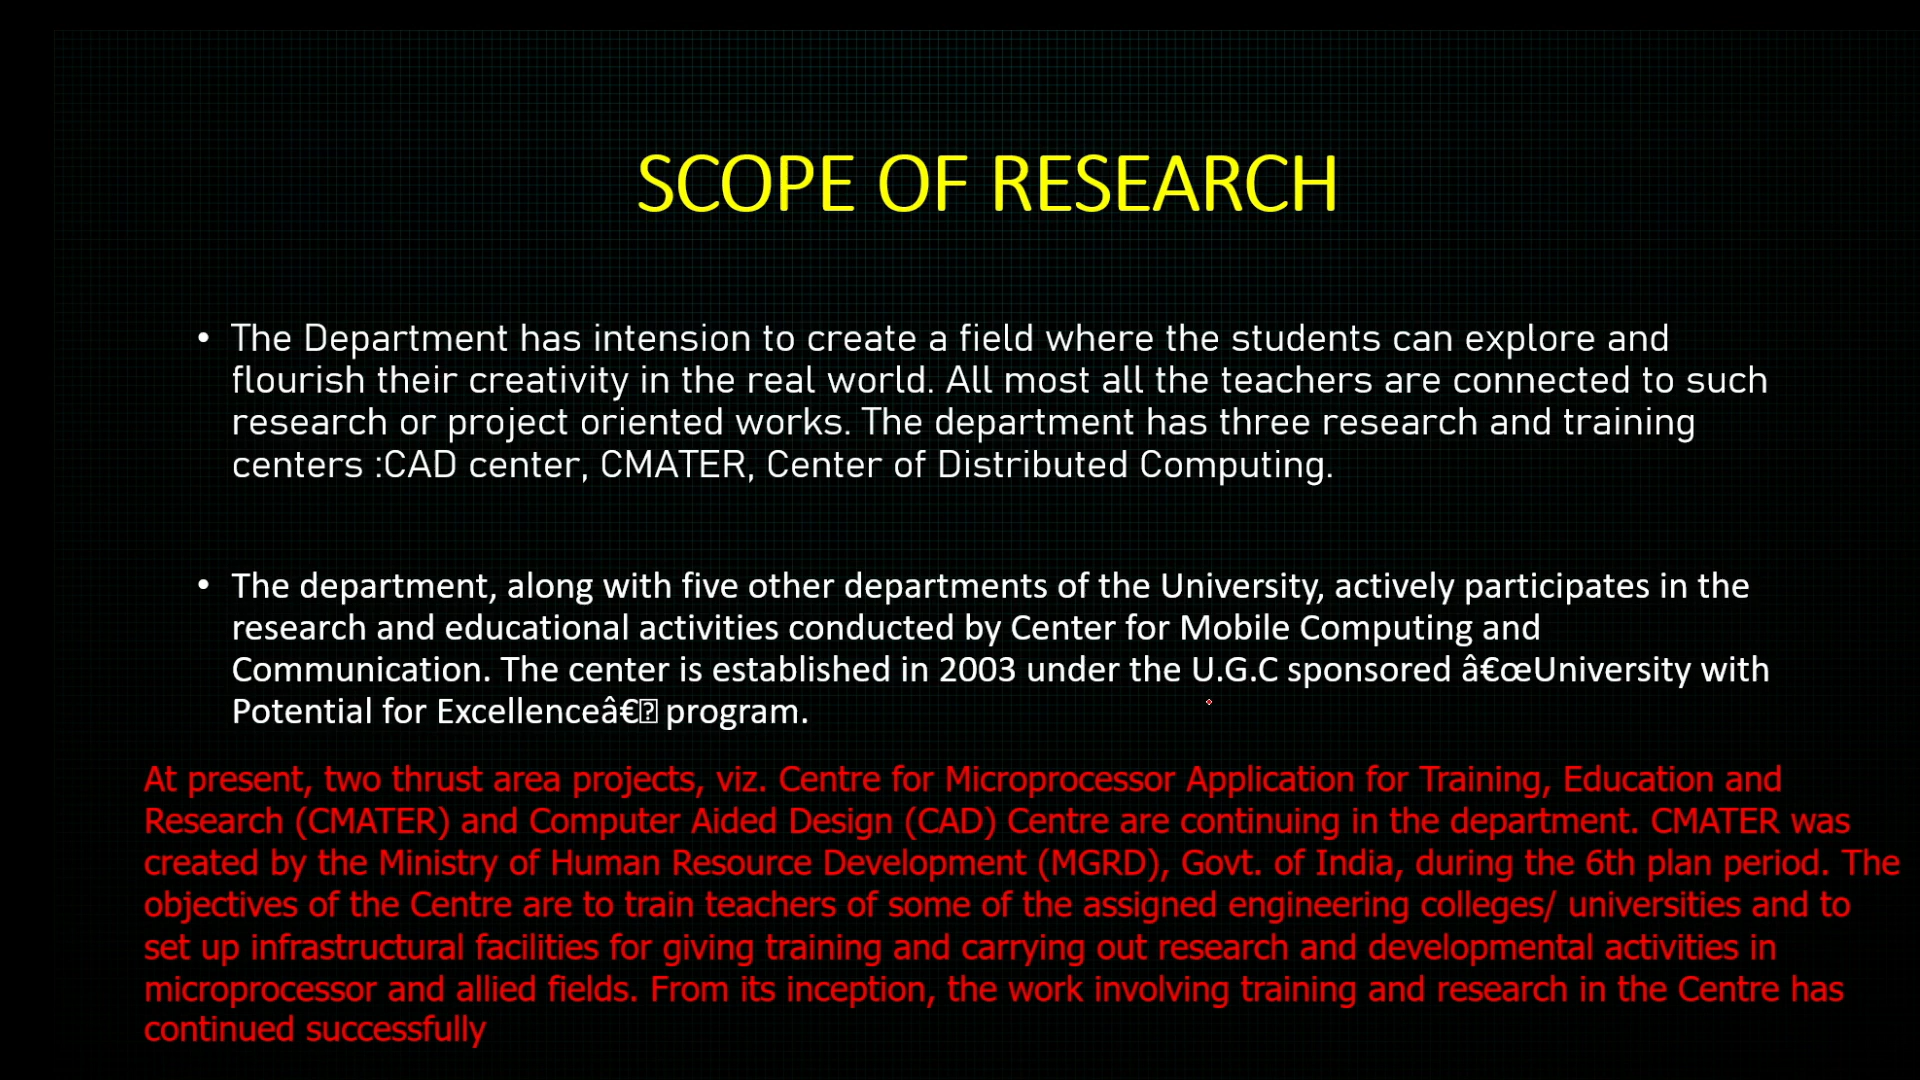 SCOPE OF RESEARCH
• The Department has intension to create a field where the students can explore and
flourish their creativity in the real world. All most all the teachers are connected to such
research or project oriented works. The department has three research and training
centers :CAD center, CMATER, Center of Distributed Computing.
• The department, along with five other departments of the University, actively participates in the
research and educational activities conducted by Center for Mobile Computing and
Communication. The center is established in 2003 under the U.G.C sponsored â€œUniversity with
Potential for Excellenceâ€� program.
At present, two thrust area projects, viz. Centre for Microprocessor Application for Training, Education and
Research (CMATER) and Computer Aided Design (CAD) Centre are continuing in the department. CMATER was
created by the Ministry of Human Resource Development (MGRD), Govt. of India, during the 6th plan period. The
objectives of the Centre are to train teachers of some of the assigned engineering colleges/ universities and to
set up infrastructural facilities for giving training and carrying out research and developmental activities in
microprocessor and allied fields. From its inception, the work involving training and research in the Centre has
continued successfully